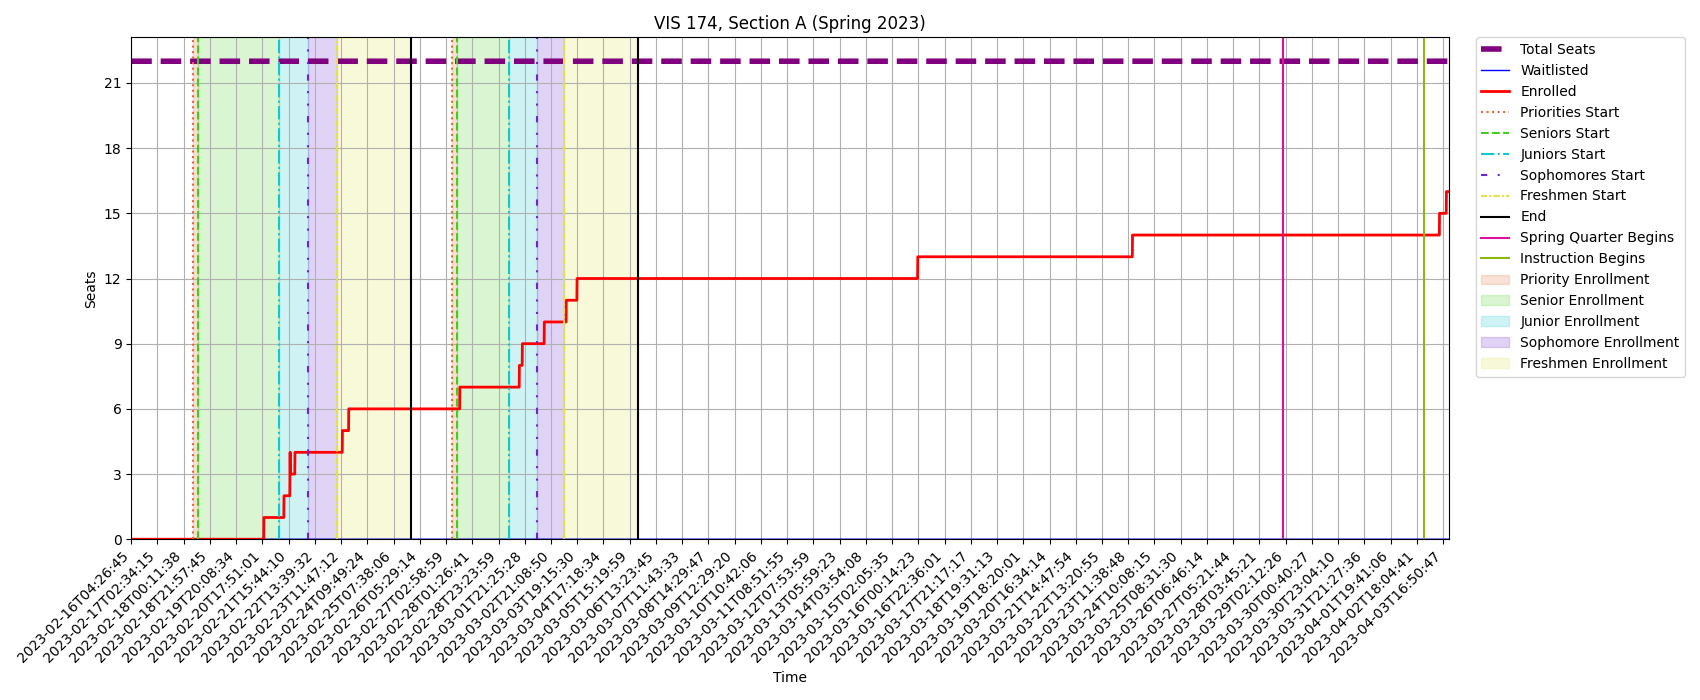 VIS 174, Section A (Spring 2023)
Total Seats
Waitlisted
Enrolled
Priorities Start
Seniors Start
Juniors Start
Sophomores Start
Freshmen Start
End
Spring Quarter Begins
Instruction Begins
Priority Enrollment
Senior Enrollment
Junior Enrollment
Sophomore Enrollment
Freshmen Enrollment
Seats
21
18
15
12
9
6
3
0
2023-02-16T04:26:45
2023-02-17T02:34:15
2023-02-18T00:11:38
2023-02-18T21:57:45
2023-02-19T20:08:34
2023-02-20T17:51:01
2023-02-21T15:44:10
2023-02-22T13:39:32
2023-02-23T11:47:12
2023-02-24T09:49:24
2023-02-25T07:38:06
2023-02-26T05:29:14
2023-02-27T02:58:59
2023-02-28T01:26:41
2023-02-28T23:23:59
2023-03-01T21:25:28
2023-03-02T21:08:50
2023-03-03T19:15:30
2023-03-04T17:18:34
2023-03-05T15:19:59
2023-03-06T13:23:45
2023-03-07T11:43:33
2023-03-08T14:29:47
2023-03-09T12:29:20
2023-03-10T10:42:06
2023-03-11T08:51:55
2023-03-12T07:53:59
2023-03-13T05:59:23
2023-03-14T03:54:08
2023-03-15T02:05:35
2023-03-16T00:14:23
2023-03-16T22:36:01
2023-03-17T21:17:17
2023-03-18T19:31:13
2023-03-19T18:20:01
2023-03-20T16:34:14
2023-03-21T14:47:54
2023-03-22T13:20:55
2023-03-23T11:38:48
2023-03-24T10:08:15
2023-03-25T08:31:30
2023-03-26T06:46:14
2023-03-27T05:21:44
2023-03-28T03:45:21
2023-03-29T02:12:26
2023-03-30T00:40:27
2023-03-30T23:04:10
2023-03-31T21:27:36
2023-04-01T19:41:06
2023-04-02T18:04:41
2023-04-03T16:50:47
Time